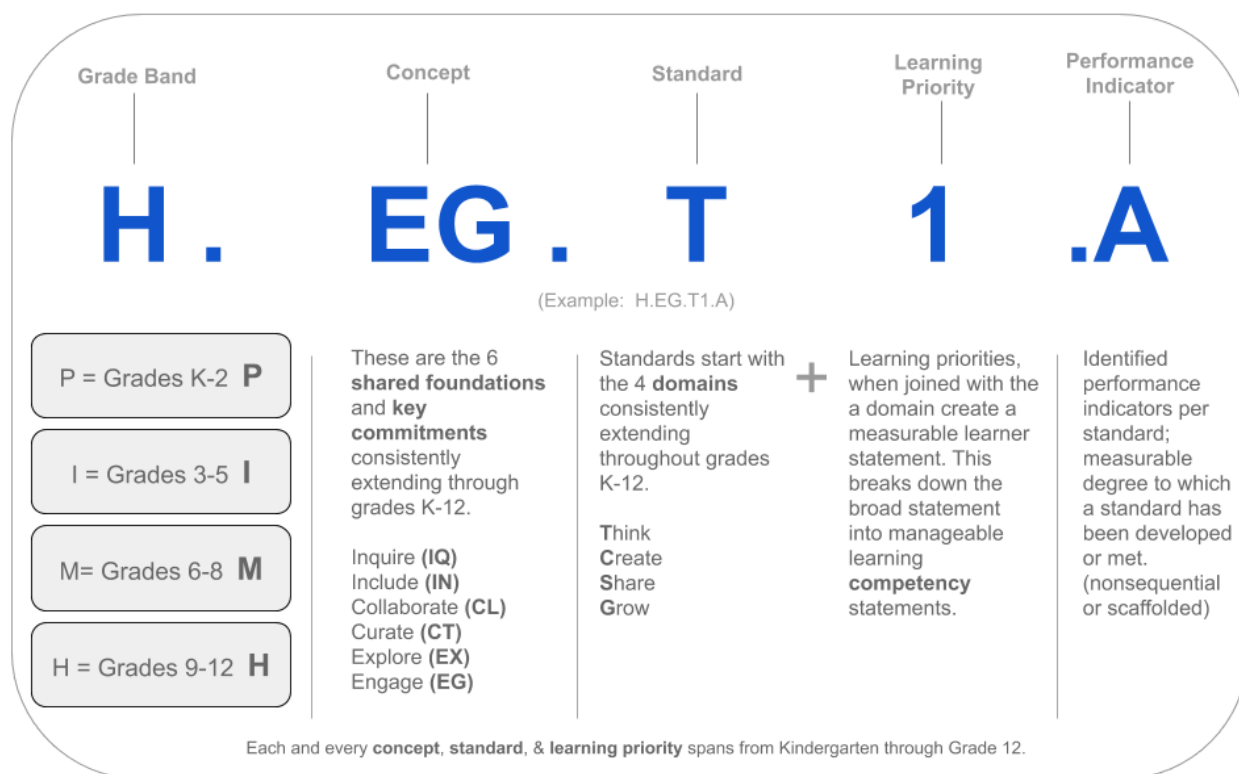 Grade Band
Concept
Standard
Learning
Priority
Performance
Indicator
H . EG . T 1 .A
(Example: H.EG.T1.A)
P = Grades K-2 P
I = Grades 3-5 I
M= Grades 6-8 M
H = Grades 9-12 H
These are the 6
shared foundations
and key
commitments
consistently
extending through
grades K-12.
Inquire (IQ)
Include (IN)
Collaborate (CL)
Curate (CT)
Explore (EX)
Engage (EG)
Standards start with
the 4 domains
consistently
extending
throughout grades
K-12.
Think
Create
Share
Grow
+
Learning priorities,
when joined with the
a domain create a
measurable learner
statement. This
breaks down the
broad statement
into manageable
learning
competency
statements.
Identified
performance
indicators per
standard;
measurable
degree to which
a standard has
been developed
or met.
(nonsequential
or scaffolded)
Each and every concept, standard, & learning priority spans from Kindergarten through Grade 12.